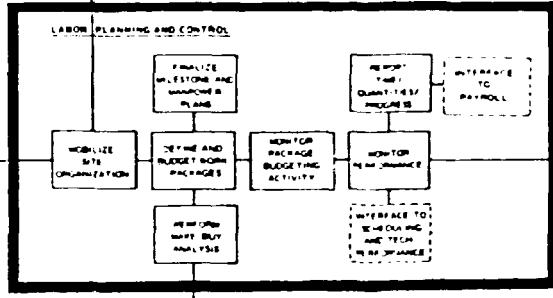 LABOR PLANNING AND CONTROL
FINALIZE
MILESTONE AND
MANPOWER
PLANS
REPORT
TIME/
QUANTITIES/
PROGRESS
INTERFACE
TO
PAYROLL
MOBILIZE
SITE
ORGANIZATION
DEFINE AND
BUDGET WORK
PACKAGES
MONITOR
PACKAGE
BUDGETING
ACTIVITY
MONITOR
PERFORMANCE
PERFORM
MAKE BUY
ANALYSIS
INTERFACE TO
SCHEDULING
AND TECH
PERFORMANCE